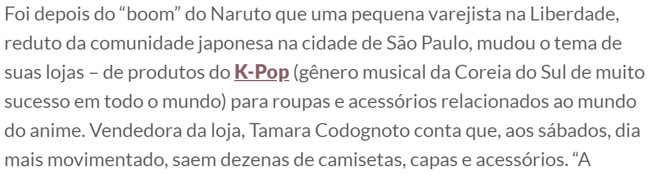 Foi depois do “boom” do Naruto que uma pequena varejista na Liberdade,
reduto da comunidade japonesa na cidade de São Paulo, mudou o tema de
suas lojas – de produtos do K-Pop (gênero musical da Coreia do Sul de muito
sucesso em todo o mundo) para roupas e acessórios relacionados ao mundo
do anime. Vendedora da loja, Tamara Codognoto conta que, aos sábados, dia
mais movimentado, saem dezenas de camisetas, capas e acessórios. “A